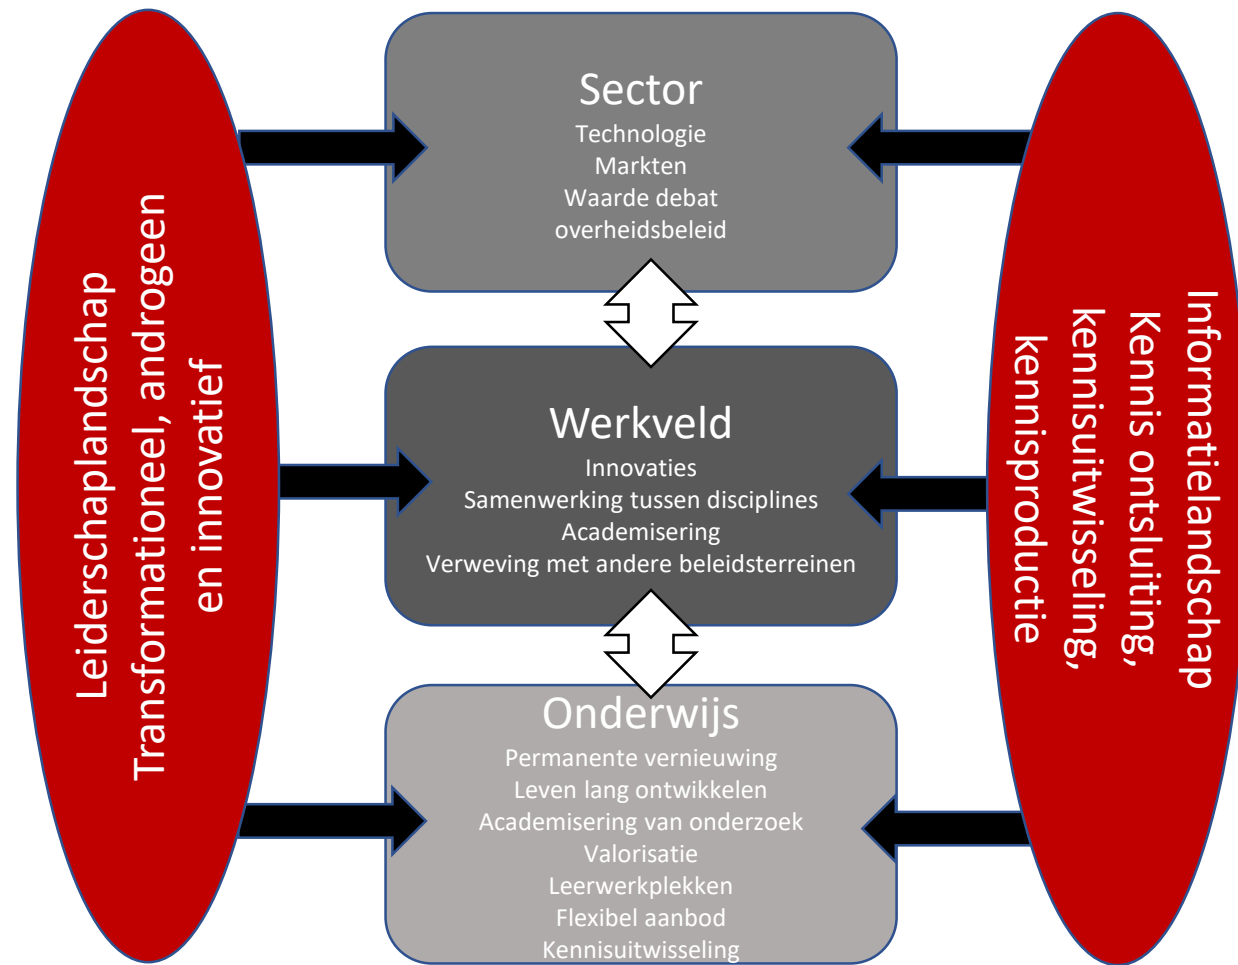 Leiderschaplandschap
Transformationeel, androgeen
en innovatief
Sector
Technologie
Markten
Waarde debat
overheidsbeleid
Werkveld
Innovaties
Samenwerking tussen disciplines
Academisering
Verweving met andere beleidsterreinen
Onderwijs
Permanente vernieuwing
Leven lang ontwikkelen
Academisering van onderzoek
Valorisatie
Leerwerkplekken
Flexibel aanbod
Kennisuitwisseling
Informatielandschap
Kennis ontsluiting,
kennisuitwisseling,
kennisproductie